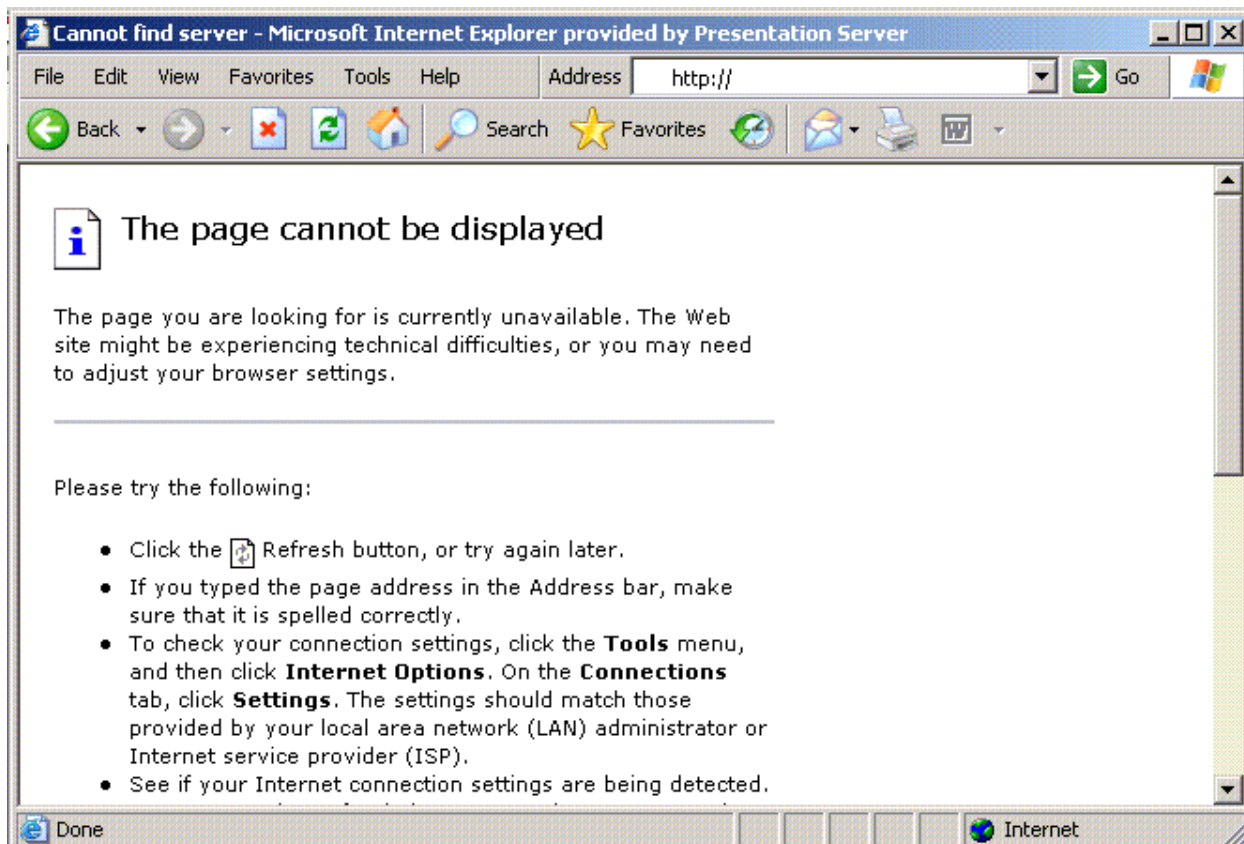 Cannot find server - Microsoft Internet Explorer provided by Presentation Server
File Edit View Favorites Tools Help Address http:// Go
Back Search Favorites
The page cannot be displayed
The page you are looking for is currently unavailable. The Web
site might be experiencing technical difficulties, or you may need
to adjust your browser settings.
Please try the following:
● Click the Refresh button, or try again later.
● If you typed the page address in the Address bar, make
sure that it is spelled correctly.
● To check your connection settings, click the Tools menu,
and then click Internet Options. On the Connections
tab, click Settings. The settings should match those
provided by your local area network (LAN) administrator or
Internet service provider (ISP).
● See if your Internet connection settings are being detected.
Done Internet